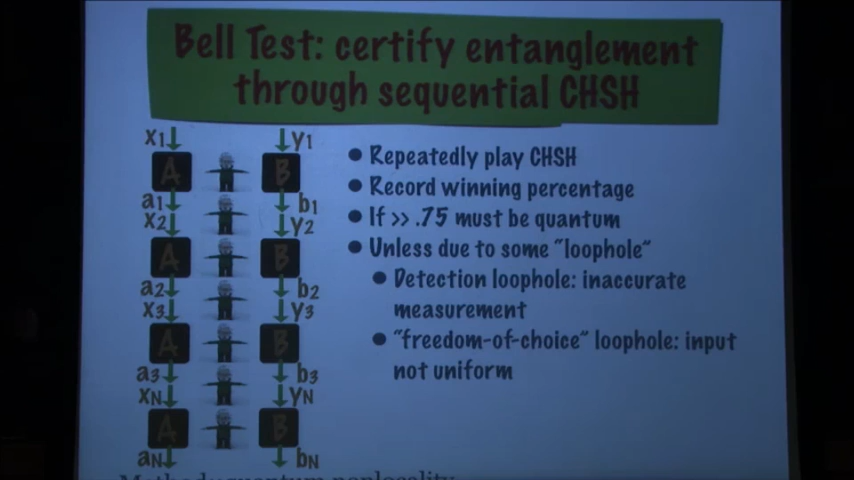 Bell Test: certify entanglement
through sequential CHSH
x1 y1
A B
a1 b1
x2 y2
A B
a2 b2
x3 y3
A B
a3 b3
xN yN
A B
aN bN
• Repeatedly play CHSH
• Record winning percentage
• If >> .75 must be quantum
• Unless due to some “loophole”
• Detection loophole: inaccurate
measurement
• “freedom-of-choice” loophole: input
not uniform
quantum nonlocality